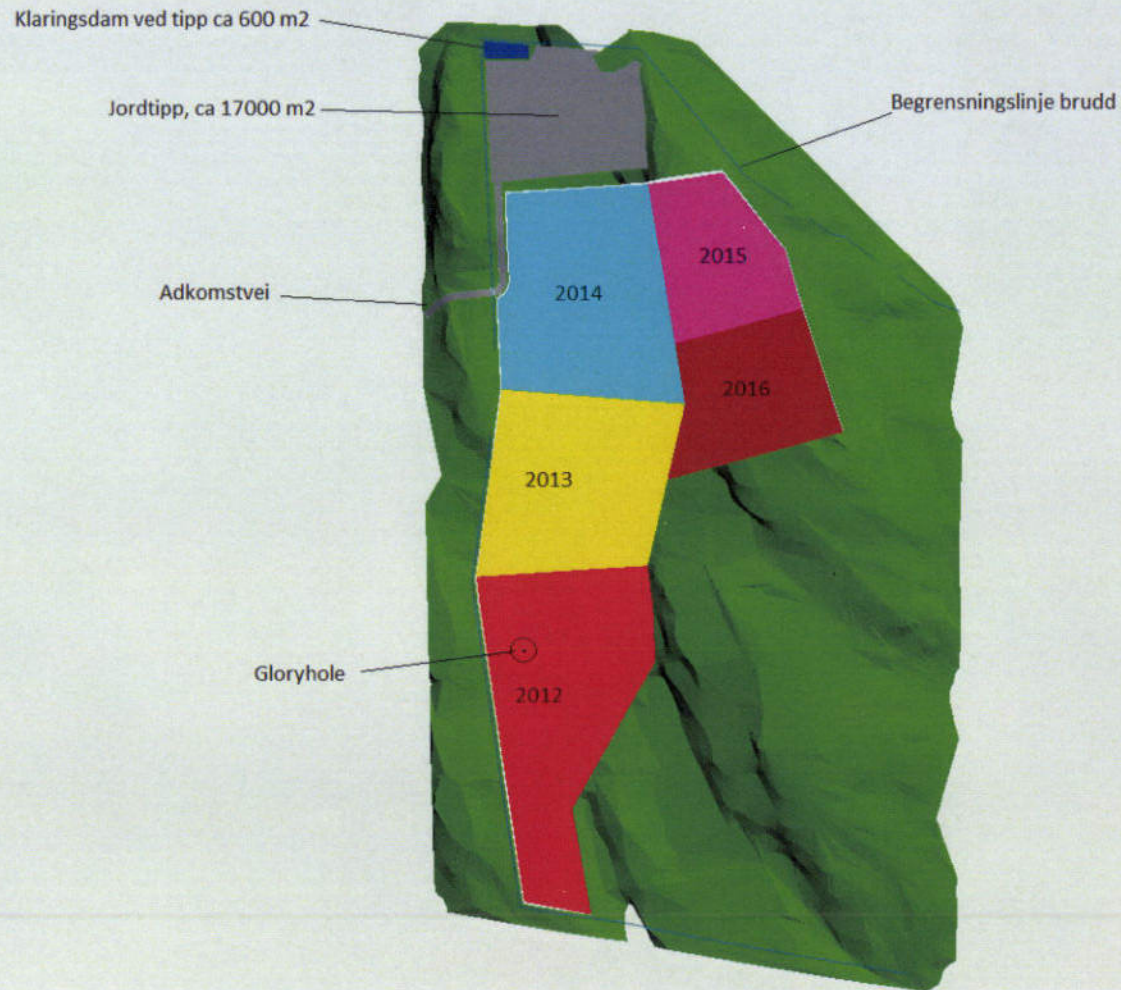 Klaringsdam ved tipp ca 600 m2
Jordtipp, ca 17000 m2
Begrensningslinje brudd
2015
2014
Adkomstvei
2016
2013
Gloryhole
2012